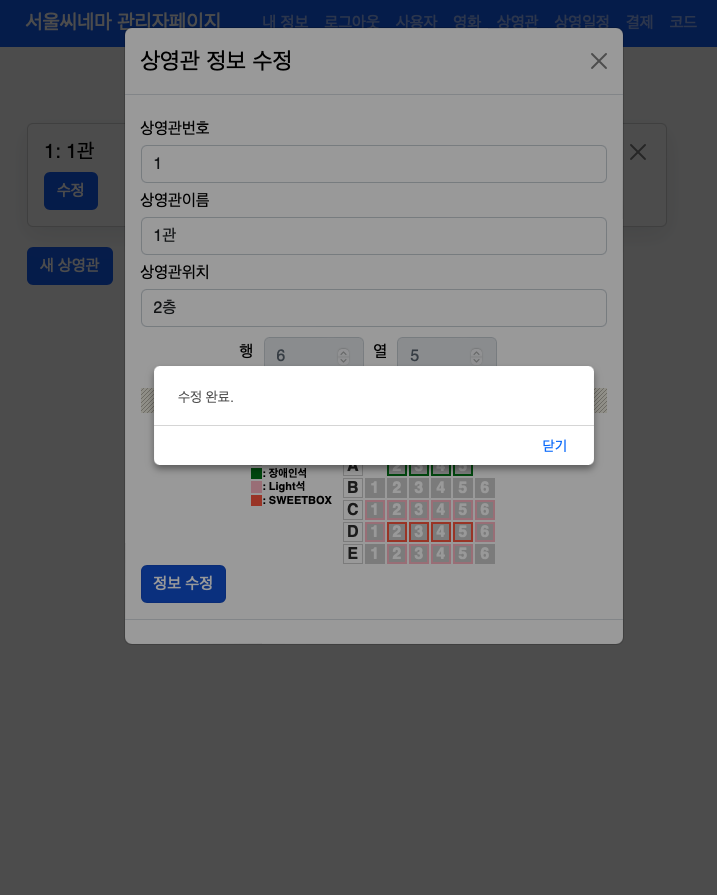 서울씨네마 관리자페이지 내 정보 로그아웃 사용자 영화 상영관 상영일정 결제 코드
상영관 정보 수정
1: 1관
수정
새 상영관
상영관번호
1
상영관이름
1관
상영관위치
2층
행 6 열 5
수정 완료.
닫기
: 장애인석
: Light석
: SWEETBOX
A 2 3 4 5
B 1 2 3 4 5 6
C 1 2 3 4 5 6
D 1 2 3 4 5 6
E 1 2 3 4 5 6
정보 수정